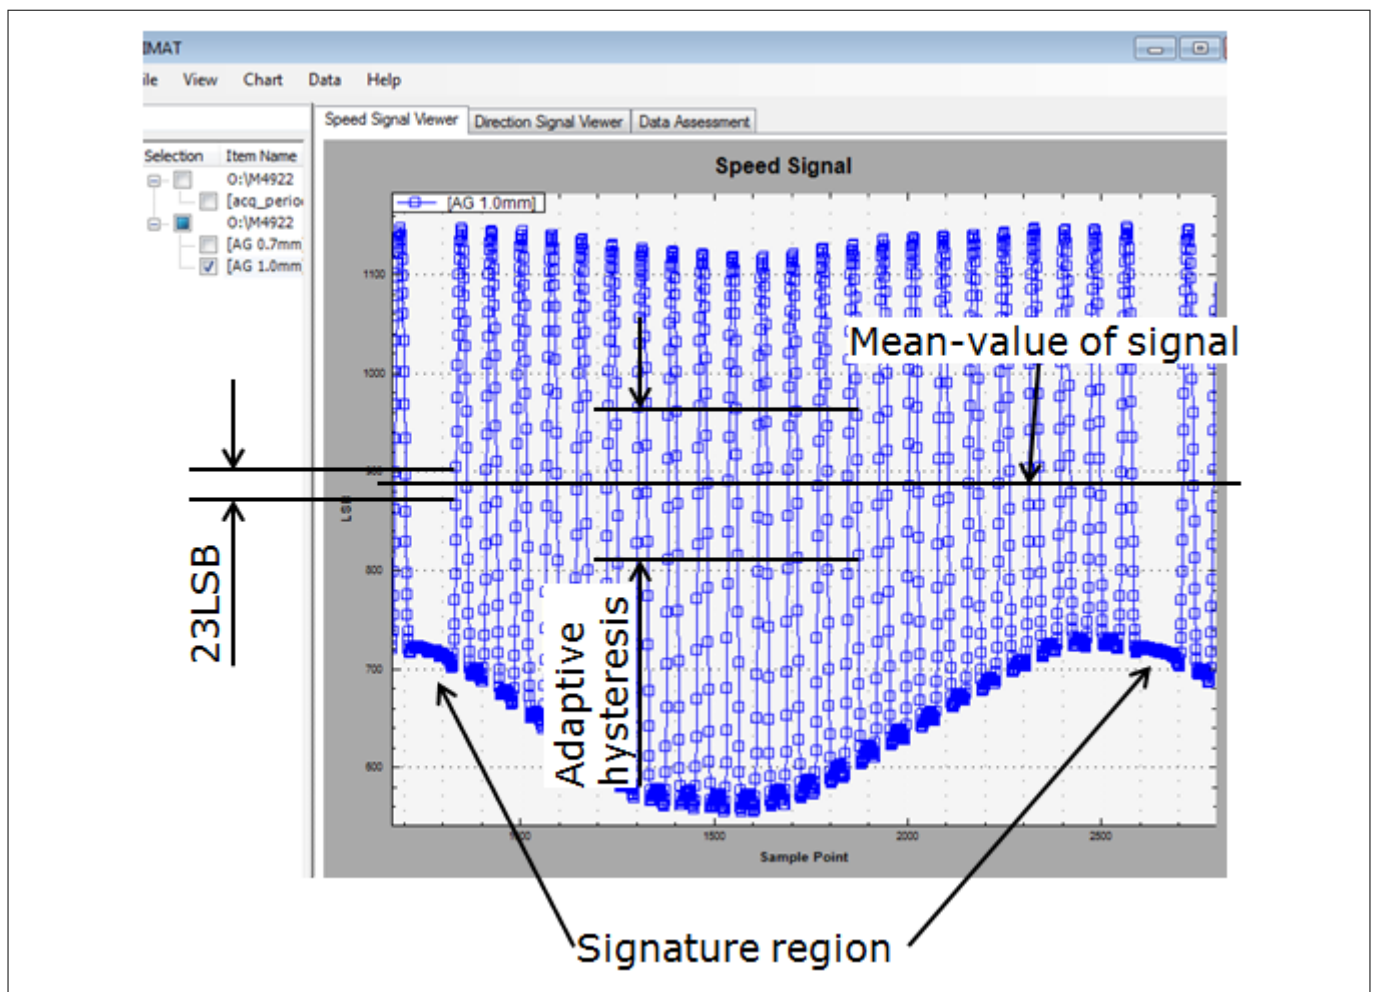 IMAT
ile View Chart Data Help
Speed Signal Viewer Direction Signal Viewer Data Assessment
Selection Item Name
O:\M4922
[acq_perio
O:\M4922
[AG 0.7mm
[AG 1.0mm
Speed Signal
[AG 1.0mm]
1100
Mean-value of signal
1000
900
LSB
23LSB
800
Adaptive
hysteresis
700
600
1500
2000
2500
Sample Point
Signature region